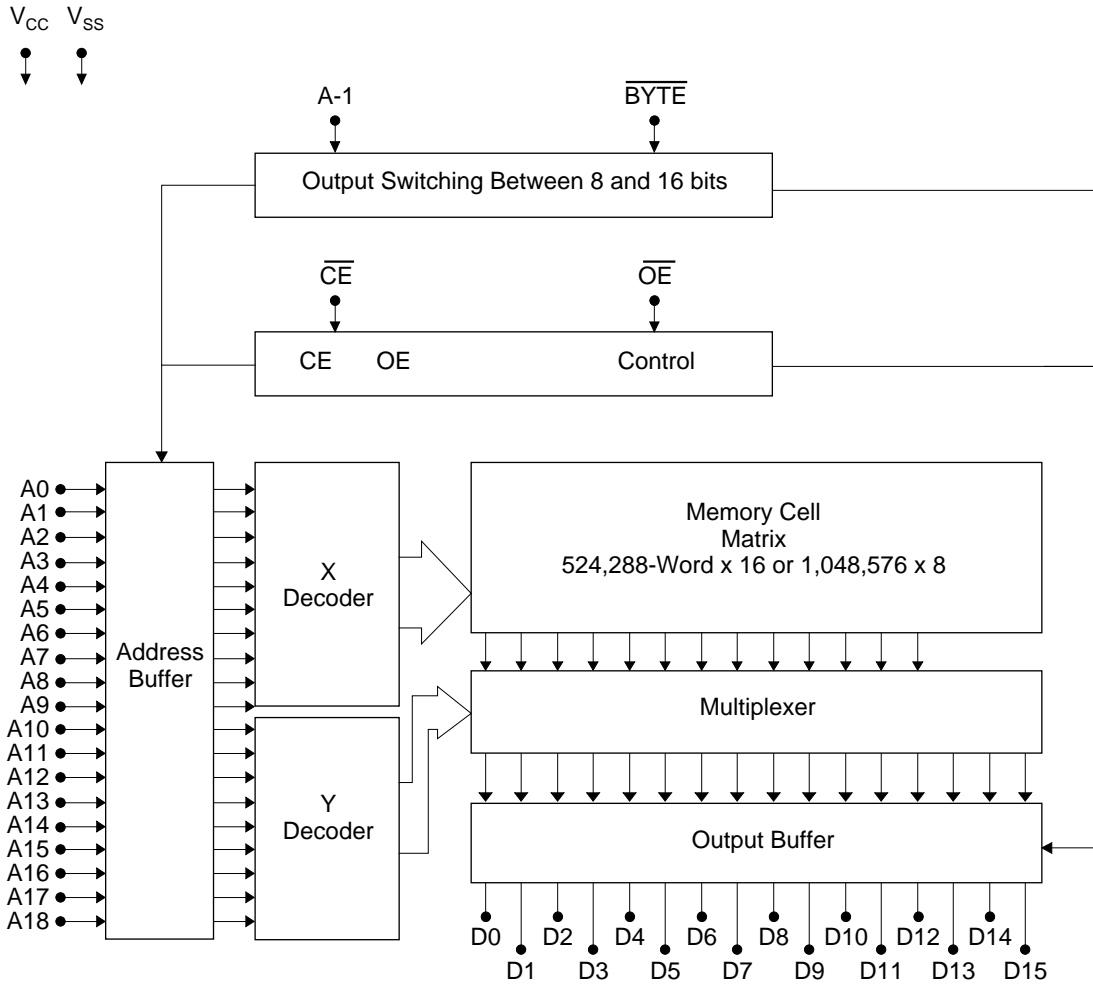 VCC VSS
A-1 BYTE
Output Switching Between 8 and 16 bits
CE OE
CE OE Control
A0
A1
A2
A3
A4
A5
A6
A7
A8
A9
A10
A11
A12
A13
A14
A15
A16
A17
A18
Address
Buffer
X
Decoder
Y
Decoder
Memory Cell
Matrix
524,288-Word x 16 or 1,048,576 x 8
Multiplexer
Output Buffer
D0 D2 D4 D6 D8 D10 D12 D14
D1 D3 D5 D7 D9 D11 D13 D15